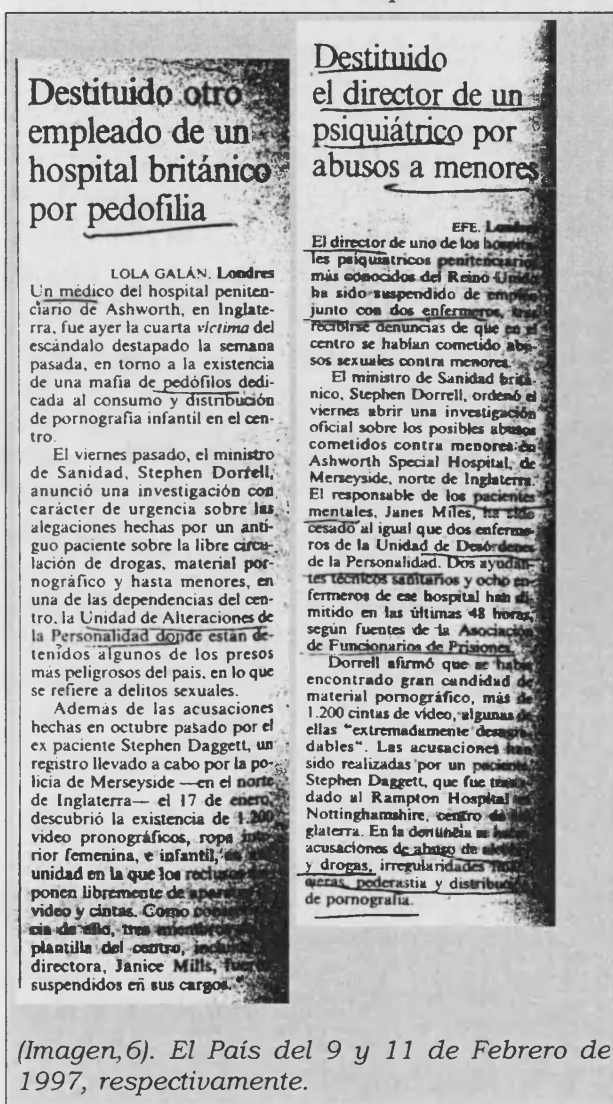 Destituido otro
empleado de un
hospital británico
por pedofilia
LOLA GALÁN. Londres
Un médico del hospital peniten-
ciario de Ashworth, en Inglate-
rra, fue ayer la cuarta víctima del
escándalo destapado la semana
pasada, en torno a la existencia
de una mafia de pedófilos dedi-
cada al consumo y distribución
de pornografía infantil en el cen-
tro.
El viernes pasado, el ministro
de Sanidad, Stephen Dorrell,
anunció una investigación con
carácter de urgencia sobre las
alegaciones hechas por un anti-
guo paciente sobre la libre circu-
lación de drogas, material por-
nográfico y hasta menores, en
una de las dependencias del cen-
tro, la Unidad de Alteraciones de
la Personalidad donde están de-
tenidos algunos de los presos
más peligrosos del país, en lo que
se refiere a delitos sexuales.
Además de las acusaciones
hechas en octubre pasado por el
ex paciente Stephen Daggett, un
registro llevado a cabo por la po-
licía de Merseyside —en el norte
de Inglaterra— el 17 de enero,
descubrió la existencia de 1.200
video pronográficos, ropa inte-
rior femenina, e infantil,
unidad en la que los reclusos
ponen libremente de
video y cintas. Como
cia de ello, tres miembros
plantilla del centro,
directora, Janice Mills,
suspendidos en sus cargos.
Destituido
el director de un
psiquiátrico por
abusos a menores
EFE. Londres
El director de uno de los hospita-
les psiquiátricos penitenciarios
más conocidos del Reino Unido
ha sido suspendido de empleo
junto con dos enfermeros, tras
recibirse denuncias de que en el
centro se habían cometido abu-
sos sexuales contra menores.
El ministro de Sanidad britá-
nico, Stephen Dorrell, ordenó el
viernes abrir una investigación
oficial sobre los posibles abusos
cometidos contra menores en
Ashworth Special Hospital, de
Merseyside, norte de Inglaterra.
El responsable de los pacientes
mentales, Janes Miles, ha sido
cesado al igual que dos enferme-
ros de la Unidad de Desórdenes
de la Personalidad. Dos ayudan-
tes técnicos sanitarios y ocho en-
fermeros de ese hospital han di-
mitido en las últimas 48 horas,
según fuentes de la Asociación
de Funcionarios de Prisiones.
Dorrell afirmó que se había
encontrado gran candidad de
material pornográfico, más de
1.200 cintas de vídeo, algunas de
ellas "extremadamente desagra-
dables". Las acusaciones han
sido realizadas por un paciente,
Stephen Daggett, que fue trasla-
dado al Rampton Hospital
Nottinghamshire, centro de In-
glaterra. En la denuncia se
acusaciones de abuso de
y drogas, irregularidades
pederastia y distribución
de pornografía.
(Imagen, 6). El País del 9 y 11 de Febrero de
1997, respectivamente.